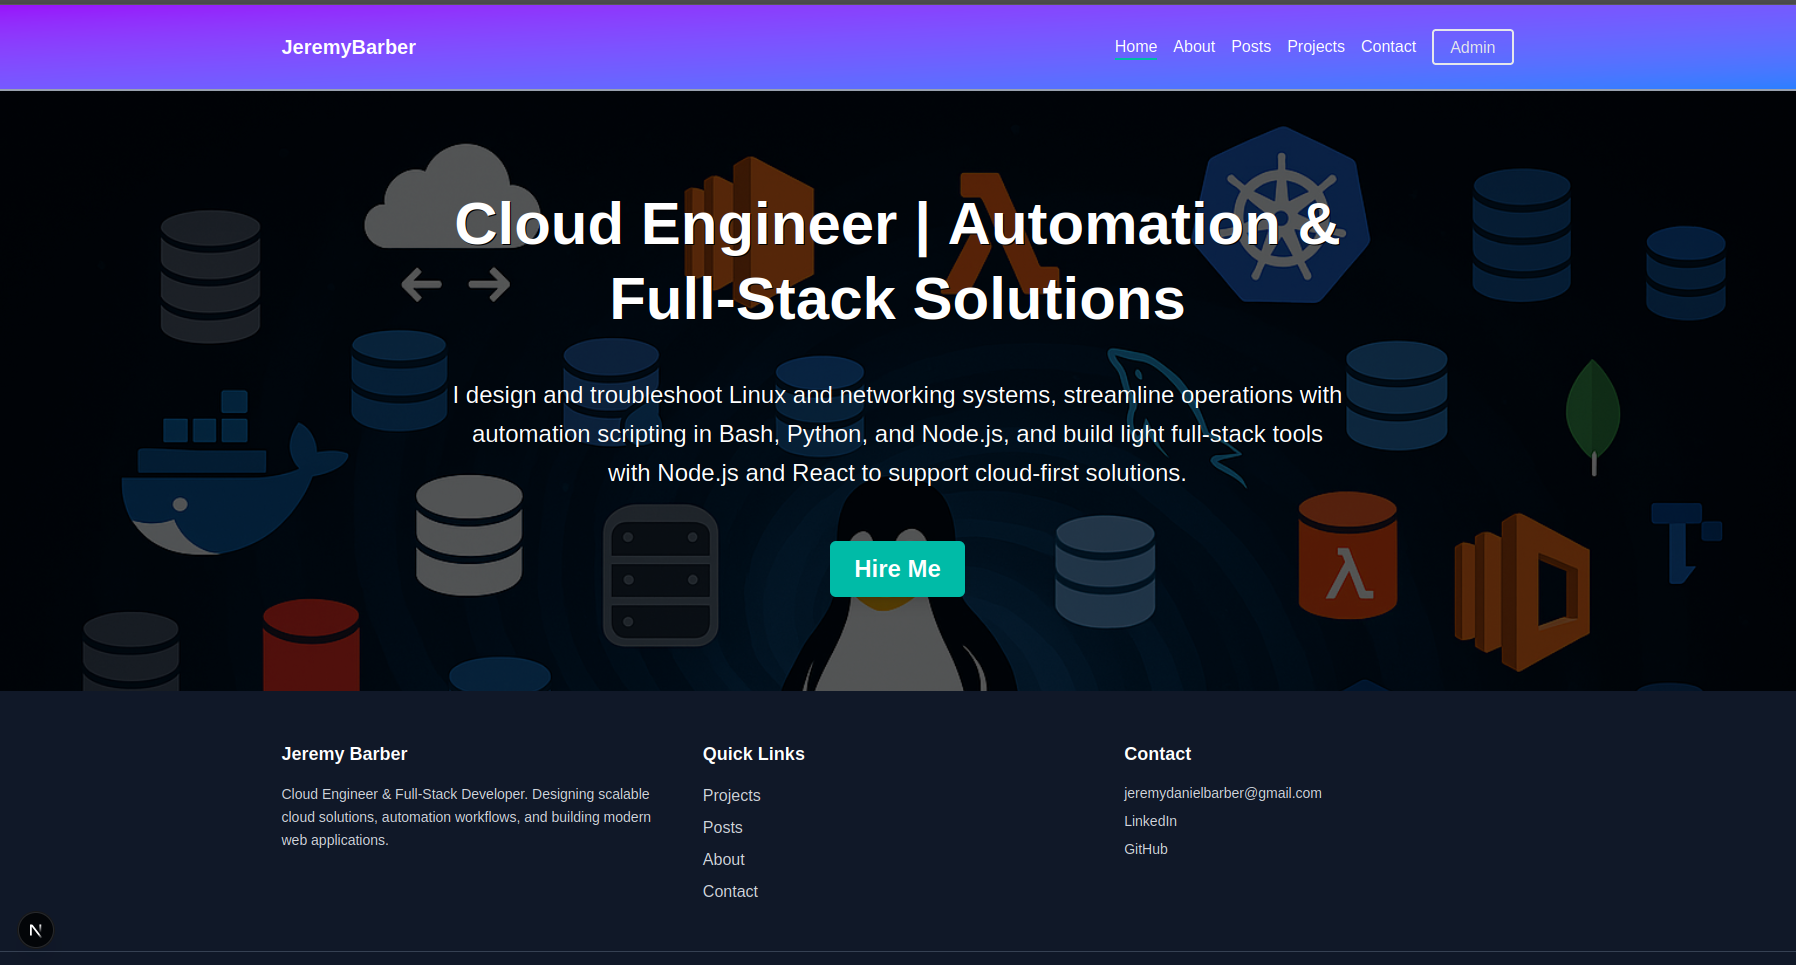 JeremyBarber
Home About Posts Projects Contact Admin
Cloud Engineer | Automation &
Full-Stack Solutions
I design and troubleshoot Linux and networking systems, streamline operations with
automation scripting in Bash, Python, and Node.js, and build light full-stack tools
with Node.js and React to support cloud-first solutions.
Hire Me
Jeremy Barber
Cloud Engineer & Full-Stack Developer. Designing scalable
cloud solutions, automation workflows, and building modern
web applications.
Quick Links
Projects
Posts
About
Contact
Contact
jeremydanielbarber@gmail.com
LinkedIn
GitHub
N